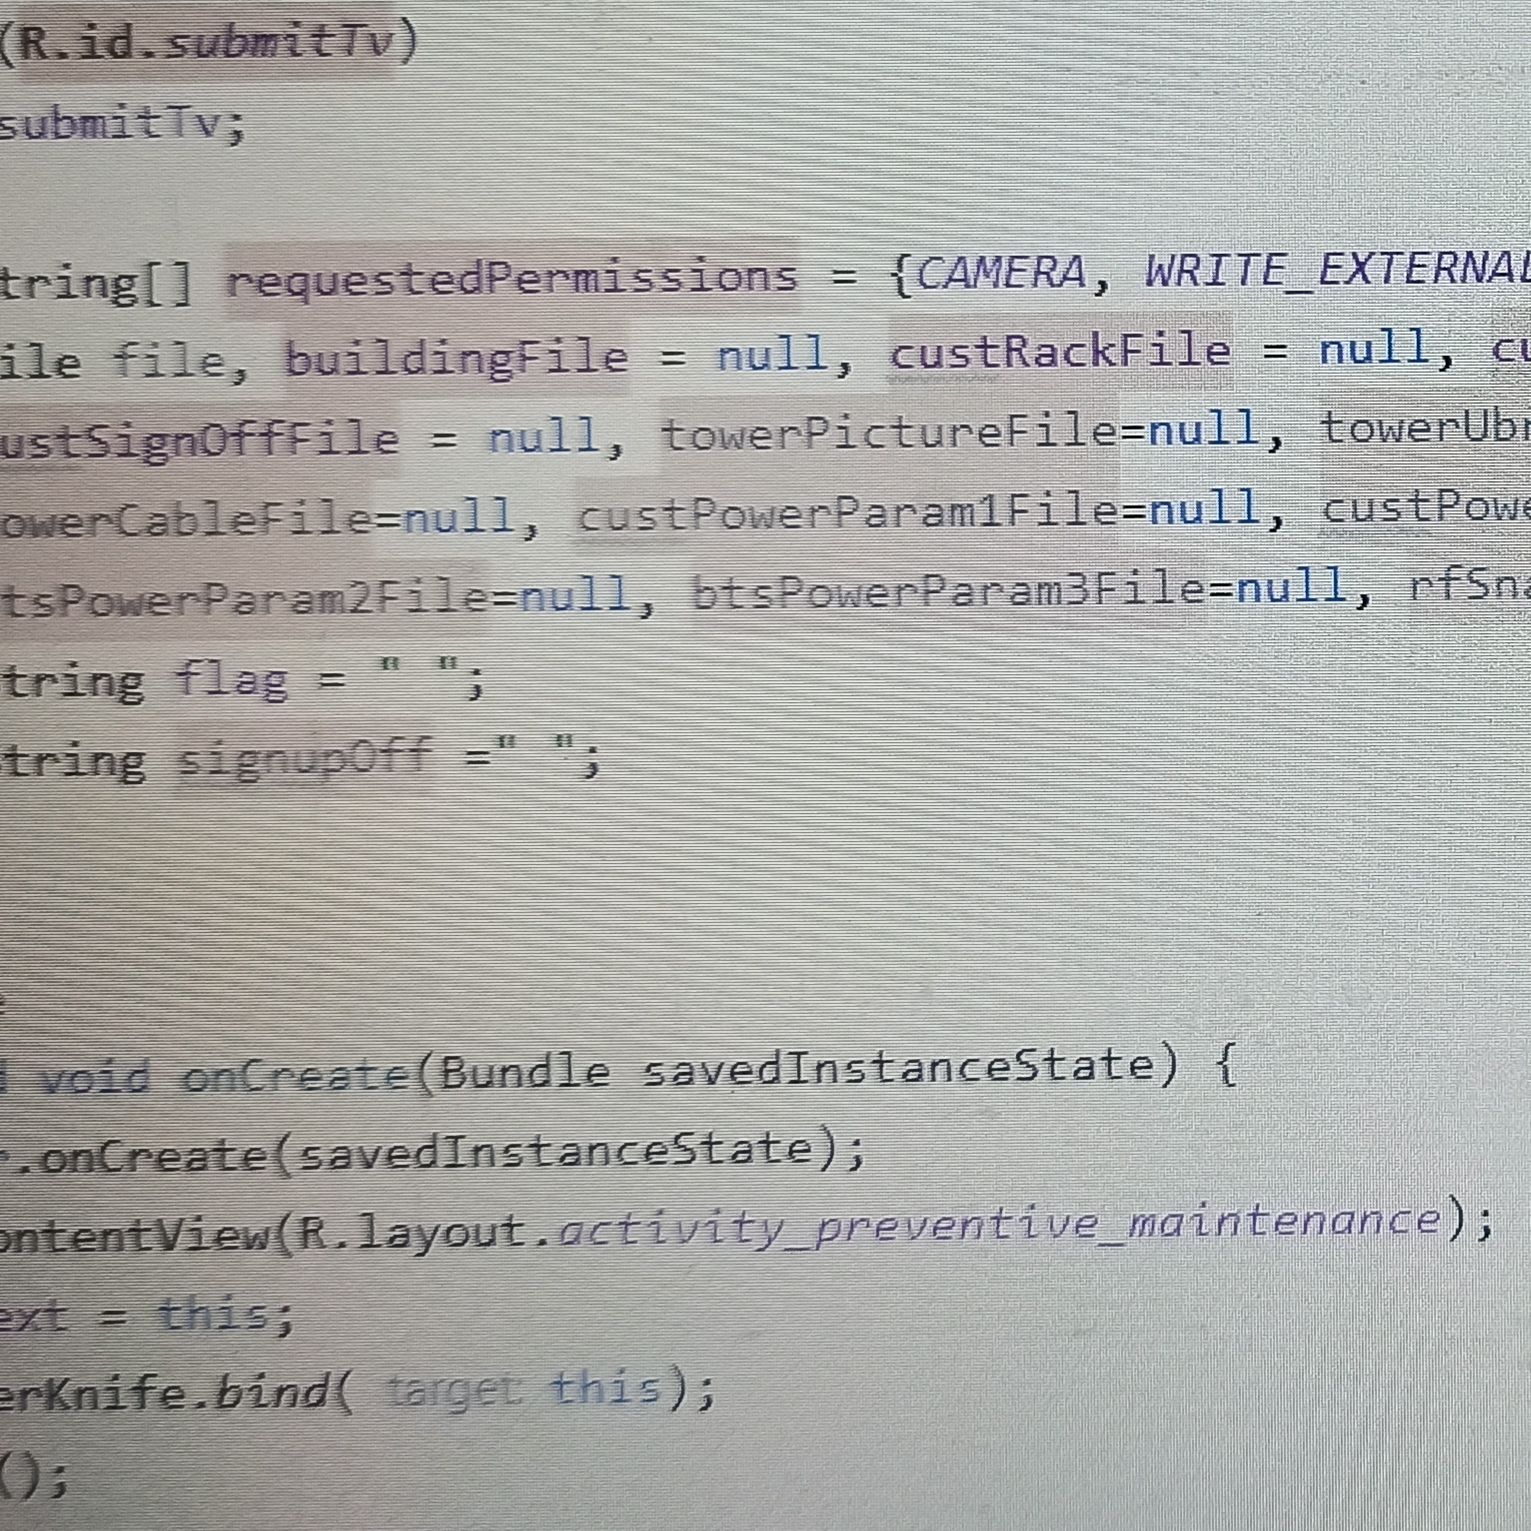 (R.id.submitTv)
submitTv;
tring[] requestedPermissions = {CAMERA, WRITE_EXTERNAL
ile file, buildingFile = null, custRackFile = null, cu
ustSignOffFile = null, towerPictureFile=null, towerUb
owerCableFile=null, custPowerParam1File=null, custPowe
tsPowerParam2File=null, btsPowerParam3File=null, rfSna
tring flag = " ";
tring signupOff =" ";
void onCreate(Bundle savedInstanceState) {
.onCreate(savedInstanceState);
ontentView(R.layout.activity_preventive_maintenance);
ext = this;
erKnife.bind( target: this);
();